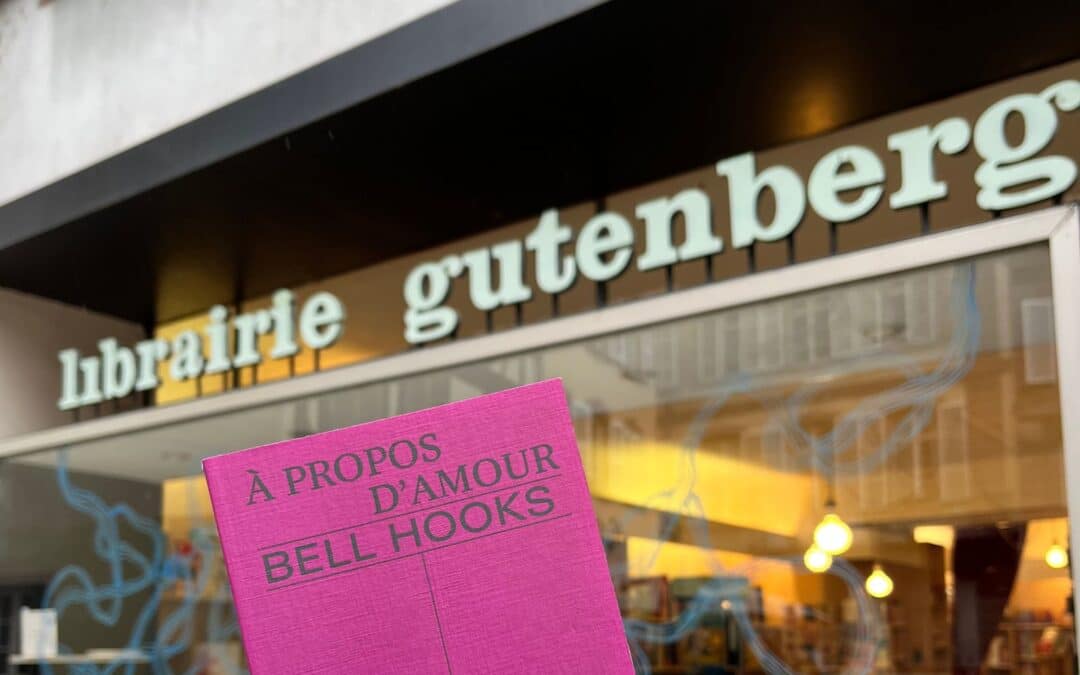 librairie gutenberg
À PROPOS
D'AMOUR
BELL HOOKS